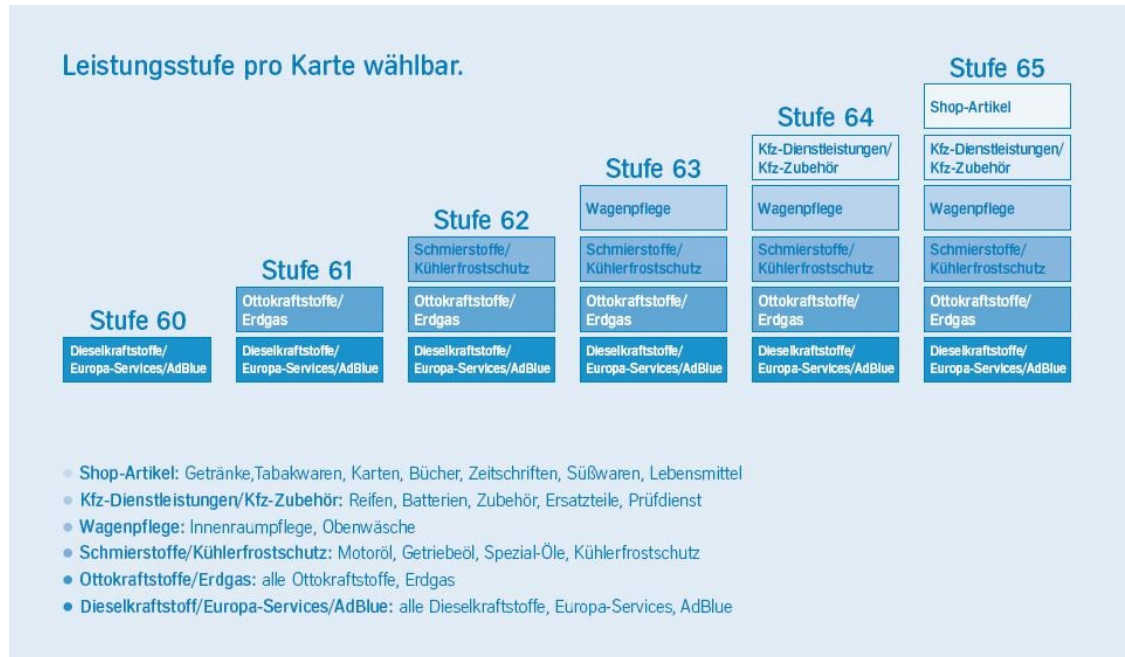 Leistungsstufe pro Karte wählbar.
Stufe 60
Dieselkraftstoffe/
Europa-Services/AdBlue
Stufe 61
Ottokraftstoffe/
Erdgas
Dieselkraftstoffe/
Europa-Services/AdBlue
Stufe 62
Schmierstoffe/
Kühlerfrostschutz
Ottokraftstoffe/
Erdgas
Dieselkraftstoffe/
Europa-Services/AdBlue
Stufe 63
Wagenpflege
Schmierstoffe/
Kühlerfrostschutz
Ottokraftstoffe/
Erdgas
Dieselkraftstoffe/
Europa-Services/AdBlue
Stufe 64
Kfz-Dienstleistungen/
Kfz-Zubehör
Wagenpflege
Schmierstoffe/
Kühlerfrostschutz
Ottokraftstoffe/
Erdgas
Dieselkraftstoffe/
Europa-Services/AdBlue
Stufe 65
Shop-Artikel
Kfz-Dienstleistungen/
Kfz-Zubehör
Wagenpflege
Schmierstoffe/
Kühlerfrostschutz
Ottokraftstoffe/
Erdgas
Dieselkraftstoffe/
Europa-Services/AdBlue
Shop-Artikel: Getränke,Tabakwaren, Karten, Bücher, Zeitschriften, Süßwaren, Lebensmittel
Kfz-Dienstleistungen/Kfz-Zubehör: Reifen, Batterien, Zubehör, Ersatzteile, Prüfdienst
Wagenpflege: Innenraumpflege, Obenwäsche
Schmierstoffe/Kühlerfrostschutz: Motoröl, Getriebeöl, Spezial-Öle, Kühlerfrostschutz
Ottokraftstoffe/Erdgas: alle Ottokraftstoffe, Erdgas
Dieselkraftstoff/Europa-Services/AdBlue: alle Dieselkraftstoffe, Europa-Services, AdBlue